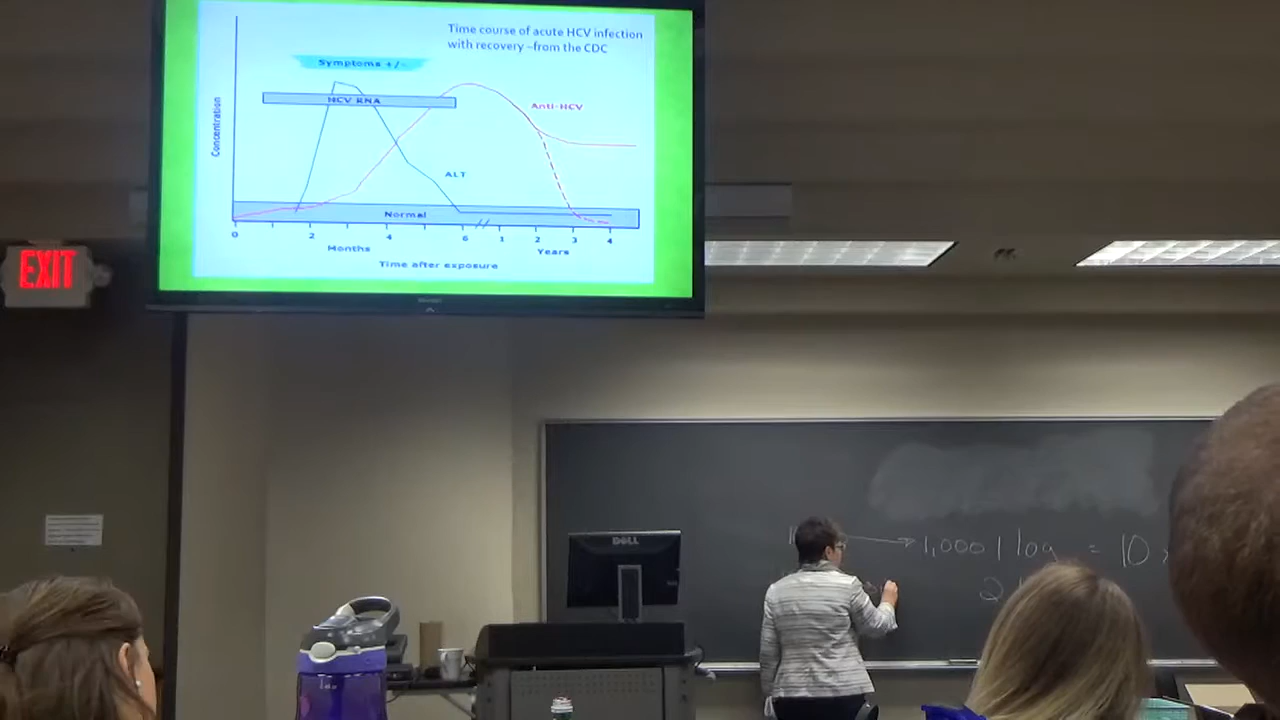 Time course of acute HCV infection
with recovery –from the CDC
Symptoms +/-
HCV RNA
Anti-HCV
Concentration
ALT
Normal
0 2 4 6 1 2 3 4
Months Years
Time after exposure
EXIT
DELL
1,000 1 log = 10
2